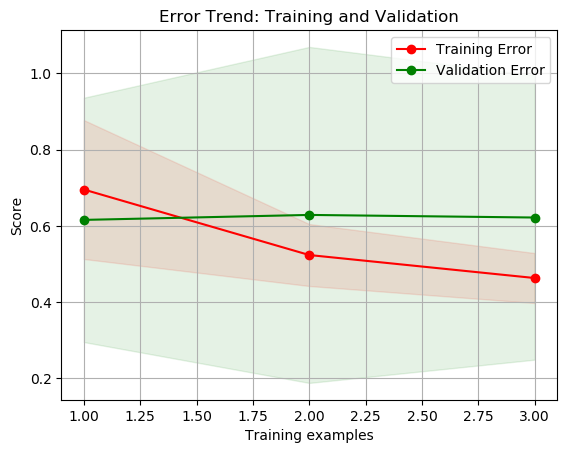 Error Trend: Training and Validation
Training Error
Validation Error
Score
1.0
0.8
0.6
0.4
0.2
1.00 1.25 1.50 1.75 2.00 2.25 2.50 2.75 3.00
Training examples